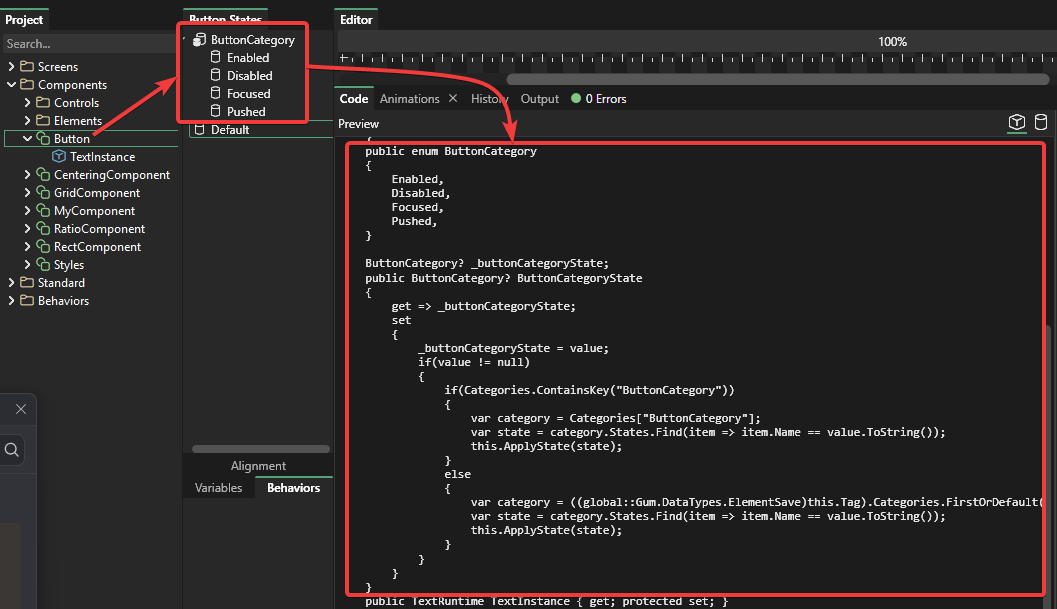 Project
Search...
Screens
Components
Controls
Elements
Button
TextInstance
CenteringComponent
GridComponent
MyComponent
RatioComponent
RectComponent
Styles
Standard
Behaviors
Button States
ButtonCategory
Enabled
Disabled
Focused
Pushed
Default
Alignment
Variables Behaviors
Editor
100%
Code Animations History Output 0 Errors
Preview
{
public enum ButtonCategory
{
Enabled,
Disabled,
Focused,
Pushed,
}
ButtonCategory? _buttonCategoryState;
public ButtonCategory? ButtonCategoryState
{
get => _buttonCategoryState;
set
{
_buttonCategoryState = value;
if(value != null)
{
if(Categories.ContainsKey("ButtonCategory"))
{
var category = Categories["ButtonCategory"];
var state = category.States.Find(item => item.Name == value.ToString());
this.ApplyState(state);
}
else
{
var category = ((global::Gum.DataTypes.ElementSave)this.Tag).Categories.FirstOrDefault(
var state = category.States.Find(item => item.Name == value.ToString());
this.ApplyState(state);
}
}
}
}
public TextRuntime TextInstance { get; protected set; }